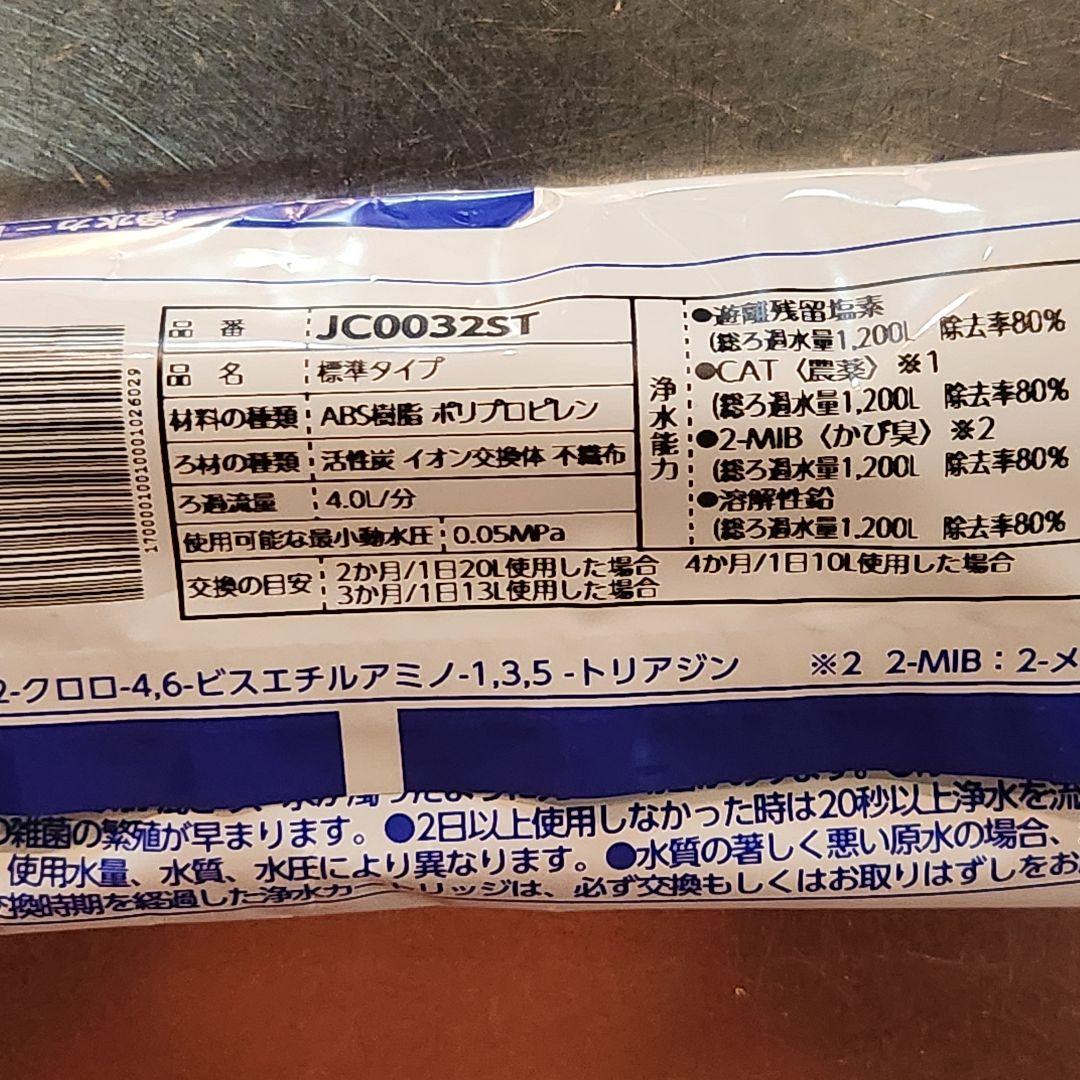 浄水カー
1700001001000102602​9
品番 JC0032ST
品名 標準タイプ
材料の種類 ABS樹脂 ポリプロピレン
ろ材の種類 活性炭 イオン交換体 不織布
ろ過流量 4.0L/分
使用可能な最小動水圧 0.05MPa
浄水能力
●遊離残留塩素
(総ろ過水量1,200L 除去率80%
●CAT〈農薬〉※1
(総ろ過水量1,200L 除去率80%
●2-MIB〈かび臭〉※2
(総ろ過水量1,200L 除去率80%
●溶解性鉛
(総ろ過水量1,200L 除去率80%
交換の目安 2か月/1日20L使用した場合 4か月/1日10L使用した場合
3か月/1日13L使用した場合
2-クロロ-4,6-ビスエチルアミノ-1,3,5 -トリアジン ※2 2-MIB：2-メ
の雑菌の繁殖が早まります。●2日以上使用しなかった時は20秒以上浄水を流
使用水量、水質、水圧により異なります。●水質の著しく悪い原水の場合、
交換時期を経過した浄水カートリッジは、必ず交換もしくはお取りはずしをお